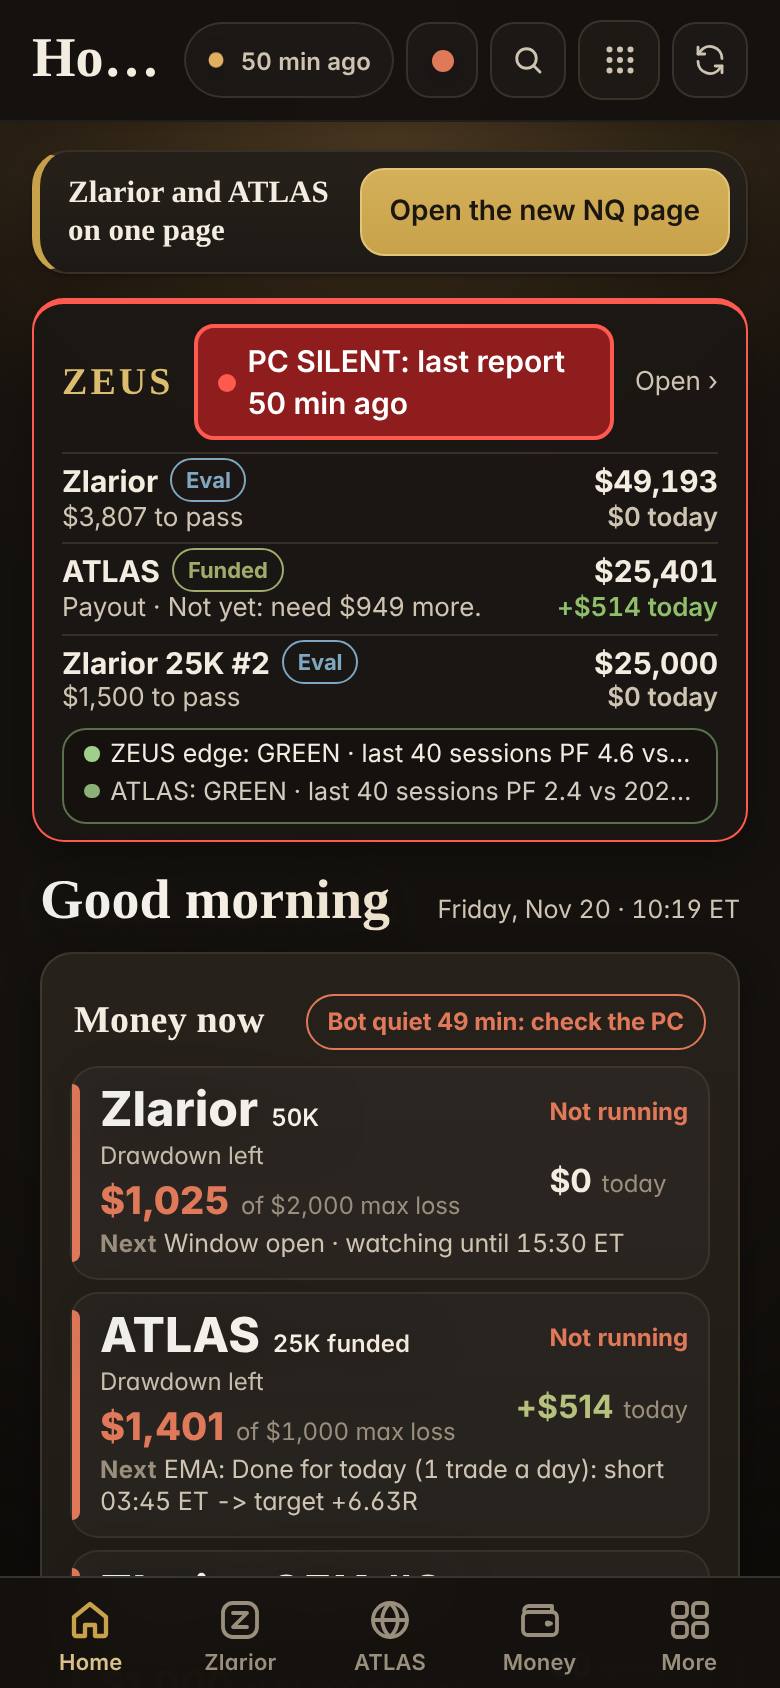 Ho...
50 min ago
Zlarior and ATLAS
on one page
Open the new NQ page
ZEUS
PC SILENT: last report
50 min ago
Open ›
Zlarior Eval $49,193
$3,807 to pass $0 today
ATLAS Funded $25,401
Payout · Not yet: need $949 more. +$514 today
Zlarior 25K #2 Eval $25,000
$1,500 to pass $0 today
ZEUS edge: GREEN · last 40 sessions PF 4.6 vs...
ATLAS: GREEN · last 40 sessions PF 2.4 vs 202...
Good morning Friday, Nov 20 · 10:19 ET
Money now Bot quiet 49 min: check the PC
Zlarior 50K Not running
Drawdown left
$0 today
$1,025 of $2,000 max loss
Next Window open · watching until 15:30 ET
ATLAS 25K funded Not running
Drawdown left
+$514 today
$1,401 of $1,000 max loss
Next EMA: Done for today (1 trade a day): short
03:45 ET -> target +6.63R
Home Zlarior ATLAS Money More